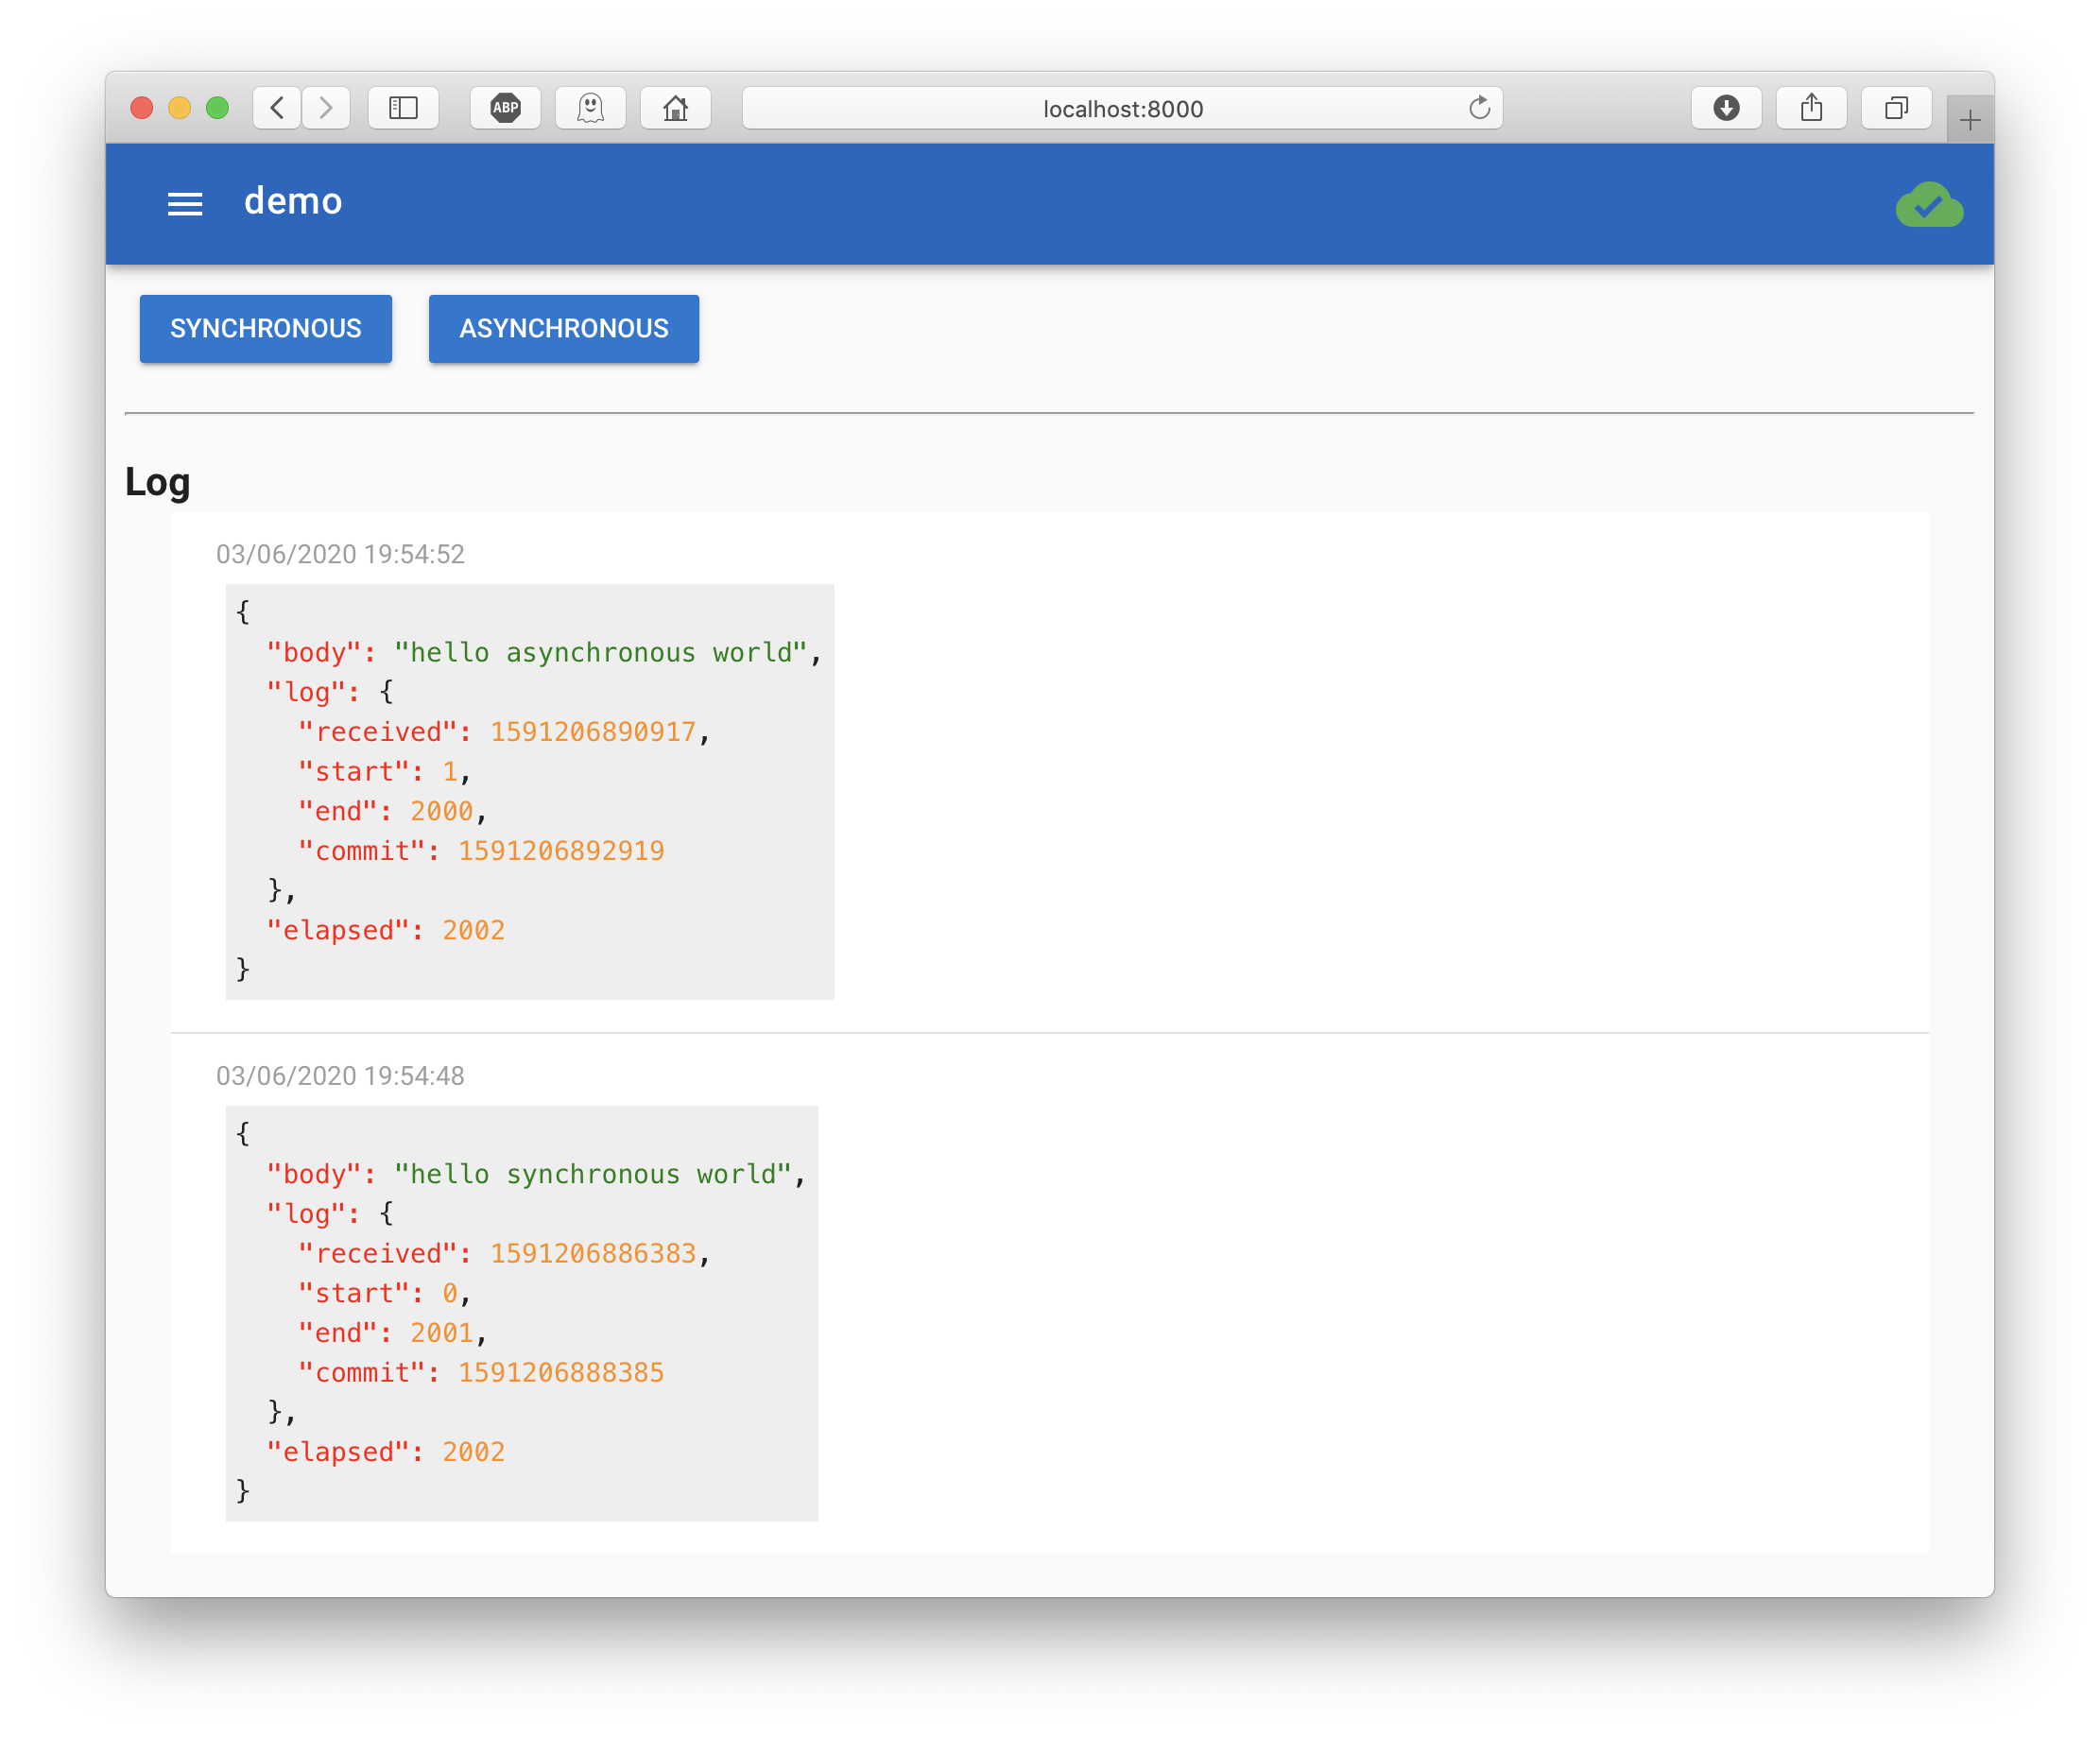 ABP
localhost:8000
demo
SYNCHRONOUS ASYNCHRONOUS
Log
03/06/2020 19:54:52
{
  "body": "hello asynchronous world",
  "log": {
    "received": 1591206890917,
    "start": 1,
    "end": 2000,
    "commit": 1591206892919
  },
  "elapsed": 2002
}
03/06/2020 19:54:48
{
  "body": "hello synchronous world",
  "log": {
    "received": 1591206886383,
    "start": 0,
    "end": 2001,
    "commit": 1591206888385
  },
  "elapsed": 2002
}